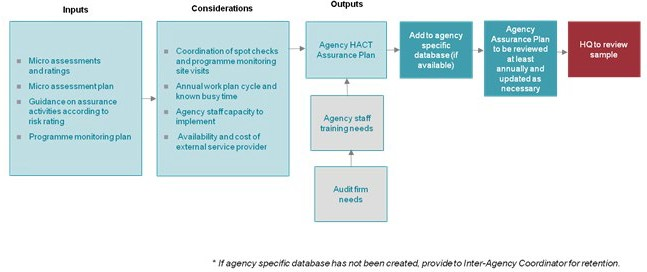 Inputs
Considerations
Outputs
Micro assessments
and ratings
Micro assessment plan
Guidance on assurance
activities according to
risk rating
Programme monitoring plan
Coordination of spot checks
and programme monitoring
site visits
Annual work plan cycle and
known busy time
Agency staff capacity to
implement
Availability and cost of
external service provider
Agency HACT
Assurance Plan
Agency staff
training needs
Audit firm
needs
Add to agency
specific
database (if
available)
Agency
Assurance Plan
to be reviewed
at least
annually and
updated as
necessary
HQ to review
sample
* If agency specific database has not been created, provide to Inter-Agency Coordinator for retention.